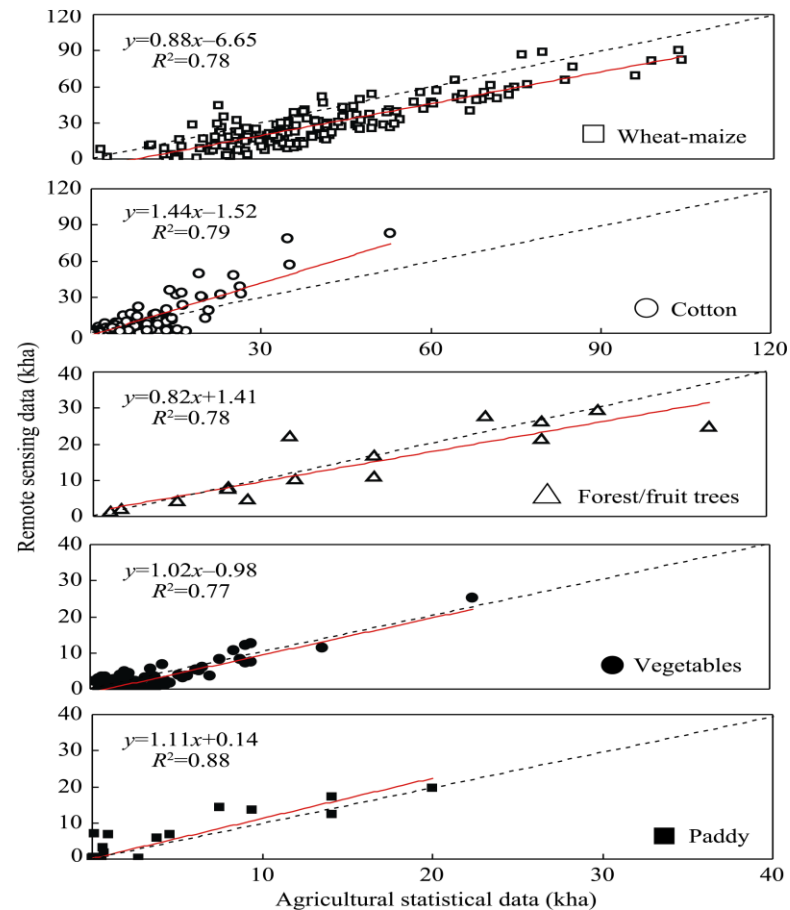 120
y=0.88x–6.65
R²=0.78
90
60
30
0
Wheat-maize
120
y=1.44x–1.52
R²=0.79
90
60
30
0
Cotton
30
60
90
120
40
y=0.82x+1.41
R²=0.78
30
20
10
0
Forest/fruit trees
40
y=1.02x–0.98
R²=0.77
30
20
10
0
Vegetables
40
y=1.11x+0.14
R²=0.88
30
20
10
0
Paddy
10
20
30
40
Remote sensing data (kha)
Agricultural statistical data (kha)